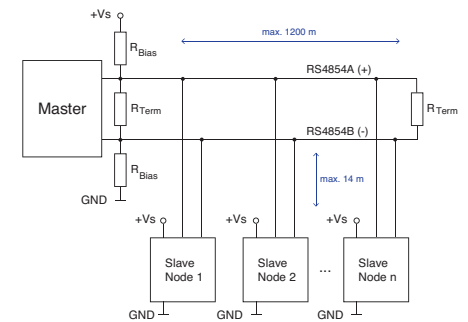 +Vs
max. 1200 m
RBias
RS4854A (+)
Master
RTerm
RTerm
RS4854B (-)
RBias
max. 14 m
GND
+Vs
+Vs
+Vs
Slave
Node 1
Slave
Node 2
...
Slave
Node n
GND
GND
GND